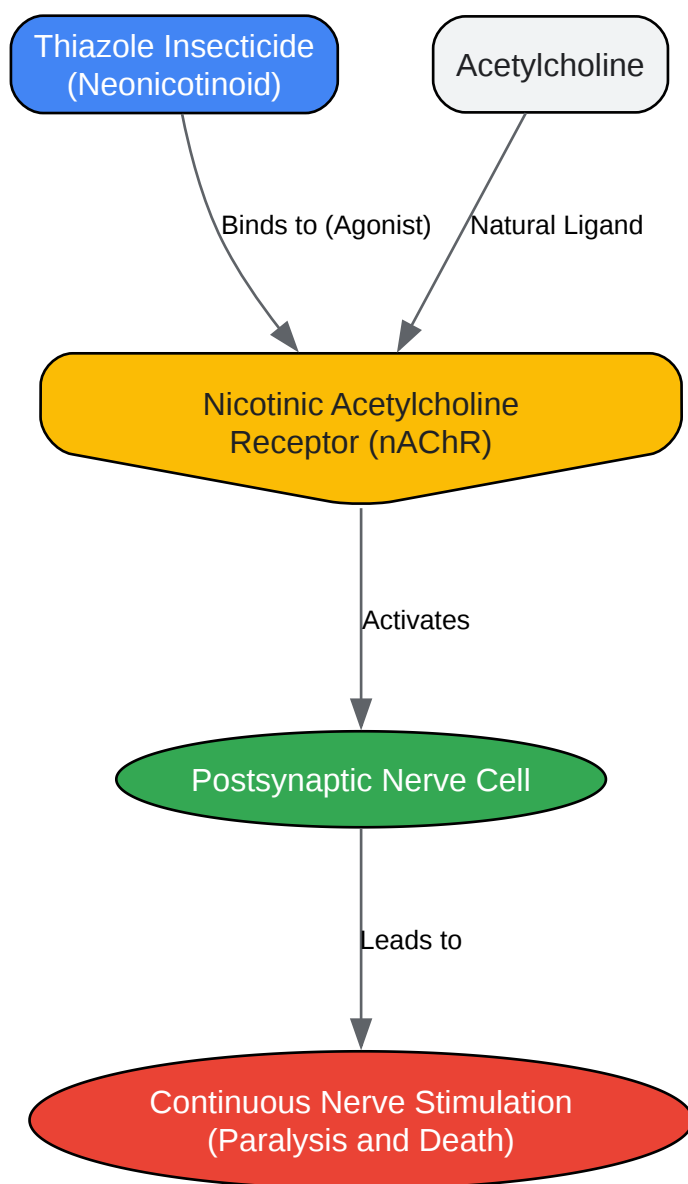 Thiazole Insecticide
(Neonicotinoid)
Acetylcholine
Binds to (Agonist)
Natural Ligand
Nicotinic Acetylcholine
Receptor (nAChR)
Activates
Postsynaptic Nerve Cell
Leads to
Continuous Nerve Stimulation
(Paralysis and Death)